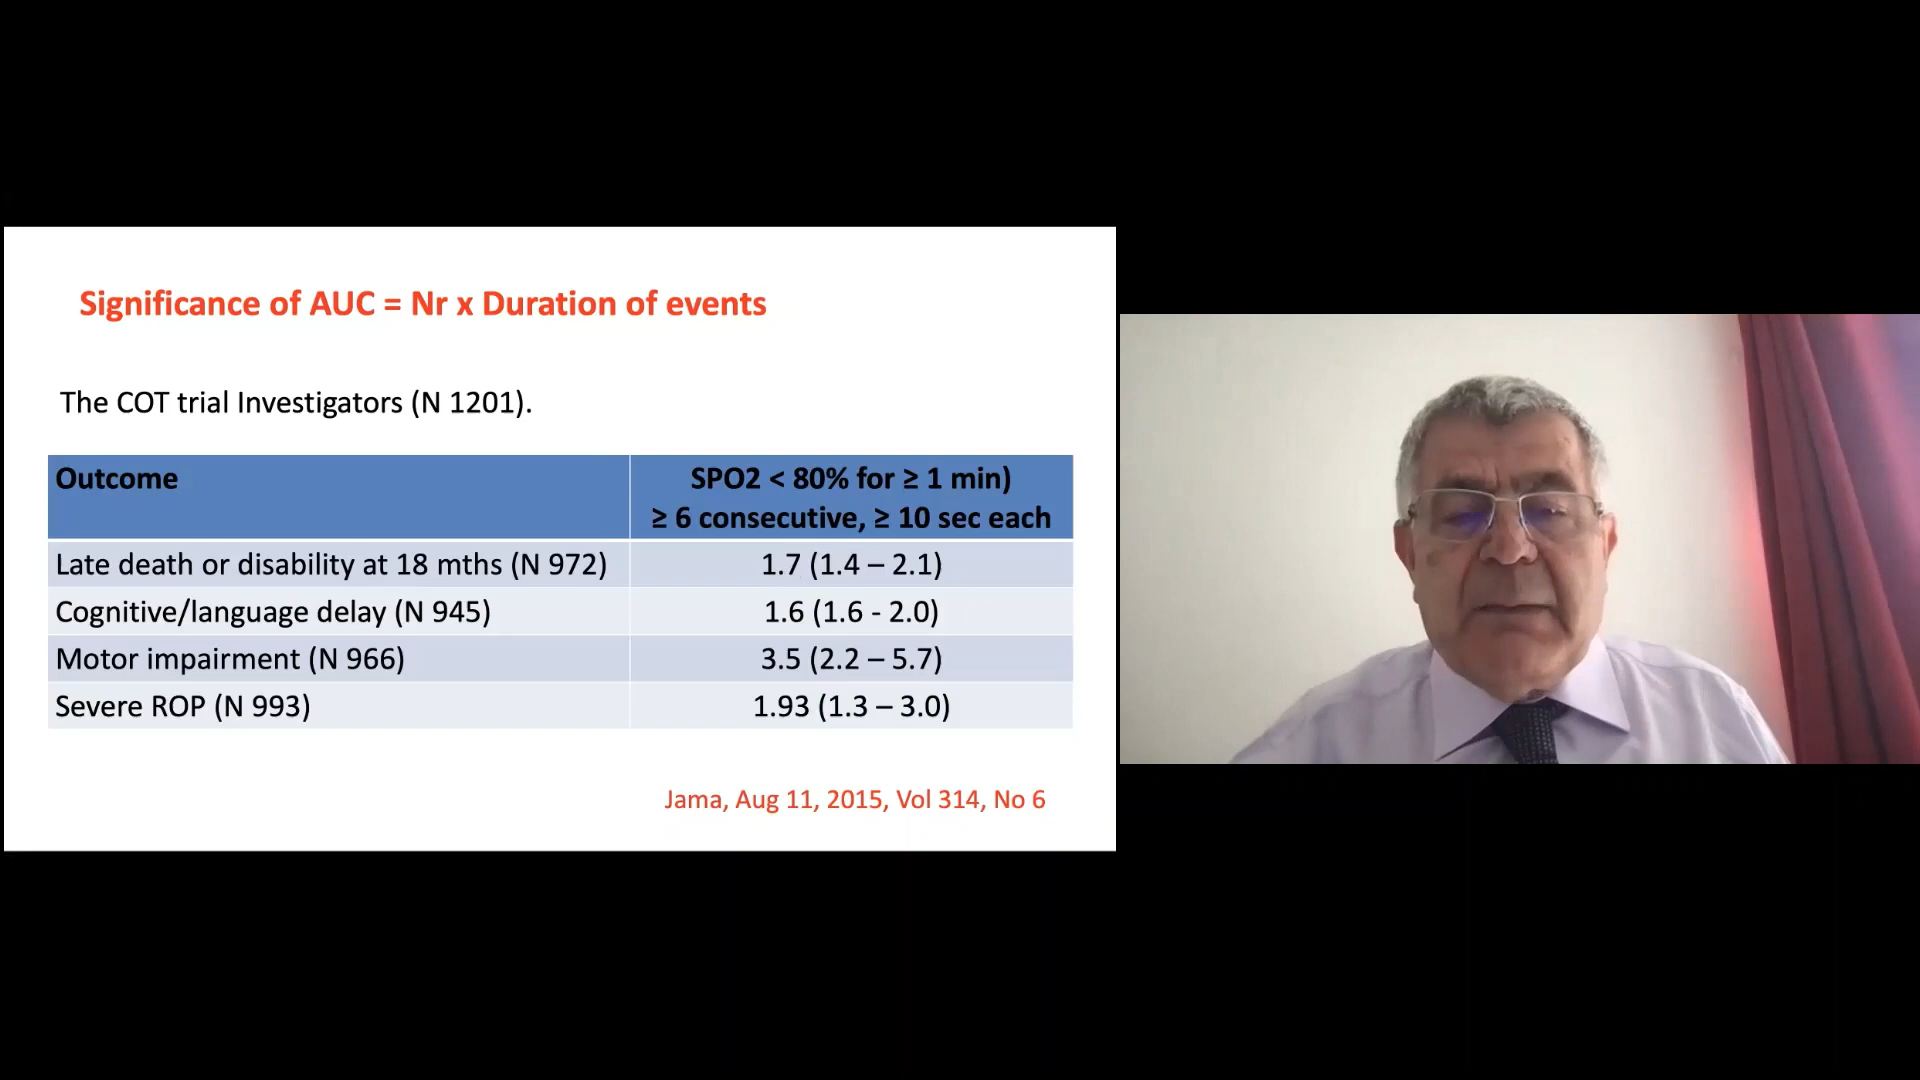 Significance of AUC = Nr x Duration of events
The COT trial Investigators (N 1201).
Outcome
SPO2 < 80% for ≥ 1 min)
≥ 6 consecutive, ≥ 10 sec each
Late death or disability at 18 mths (N 972) 1.7 (1.4 – 2.1)
Cognitive/language delay (N 945) 1.6 (1.6 - 2.0)
Motor impairment (N 966) 3.5 (2.2 – 5.7)
Severe ROP (N 993) 1.93 (1.3 – 3.0)
Jama, Aug 11, 2015, Vol 314, No 6